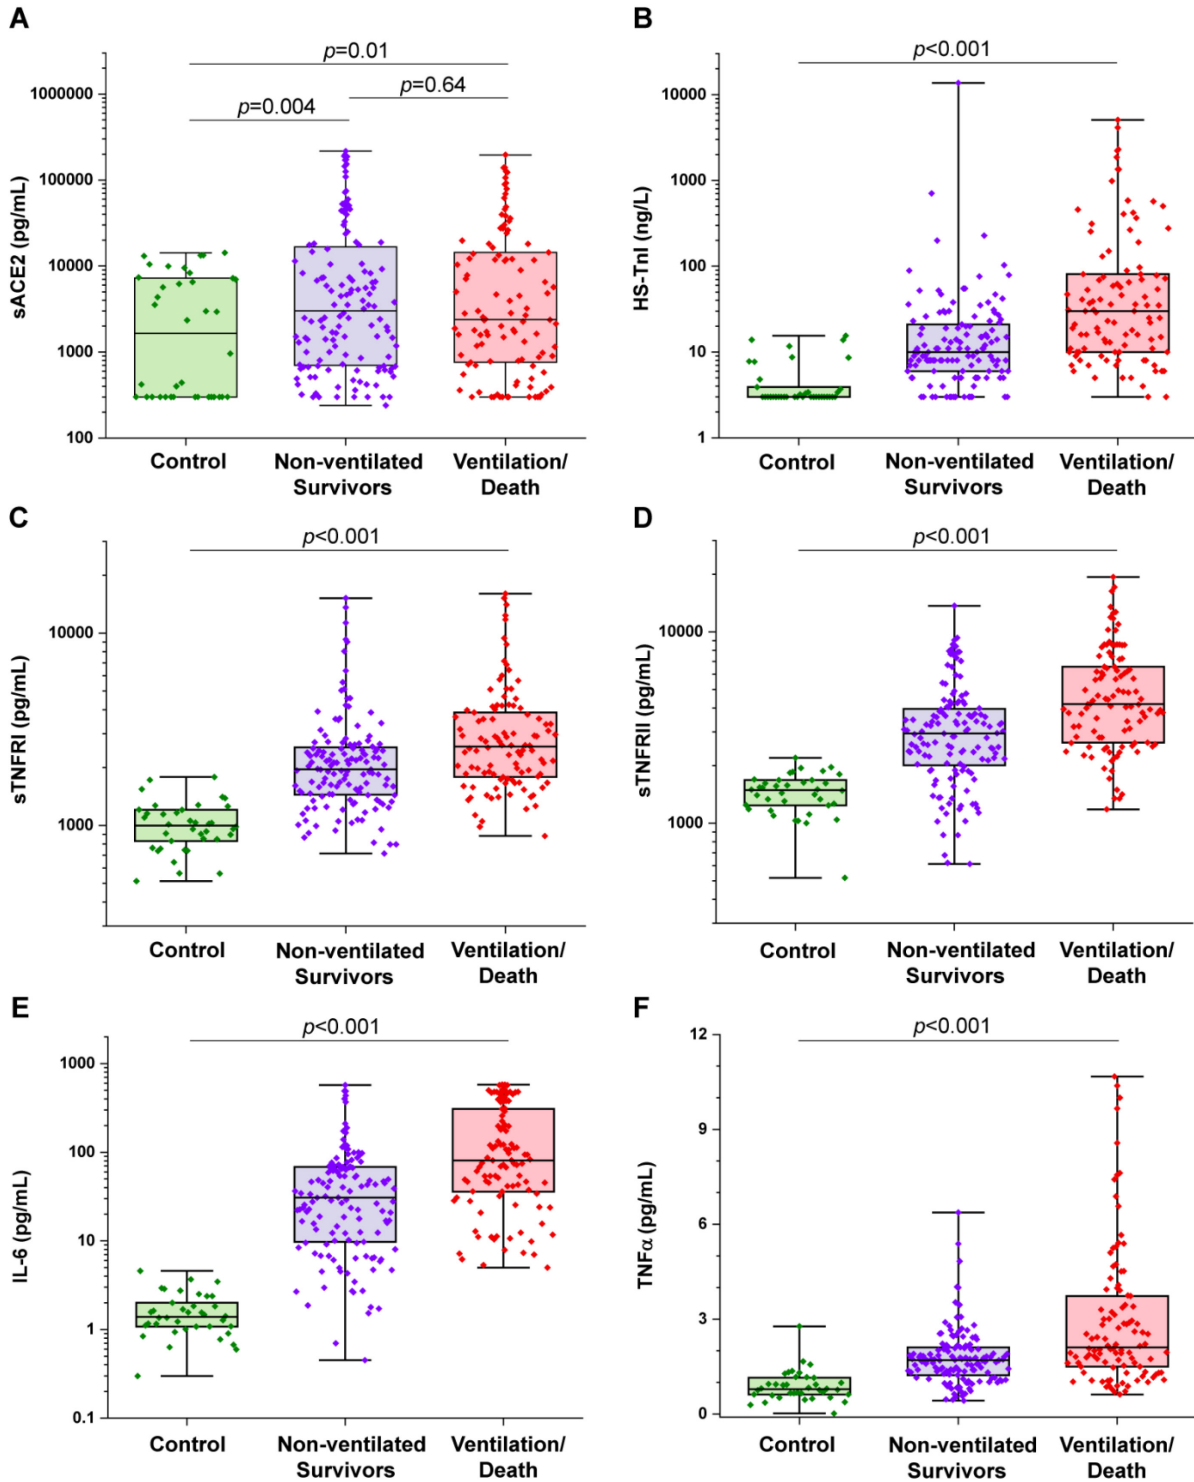 A
p=0.01
p=0.64
p=0.004
sACE2 (pg/mL)
1000000
100000
10000
1000
100
Control
Non-ventilated
Survivors
Ventilation/
Death
B
p<0.001
HS-TnI (ng/L)
10000
1000
100
10
1
Control
Non-ventilated
Survivors
Ventilation/
Death
C
p<0.001
sTNFRI (pg/mL)
10000
1000
Control
Non-ventilated
Survivors
Ventilation/
Death
D
p<0.001
sTNFRII (pg/mL)
10000
1000
Control
Non-ventilated
Survivors
Ventilation/
Death
E
p<0.001
IL-6 (pg/mL)
1000
100
10
1
0.1
Control
Non-ventilated
Survivors
Ventilation/
Death
F
p<0.001
TNFα (pg/mL)
12
9
6
3
0
Control
Non-ventilated
Survivors
Ventilation/
Death